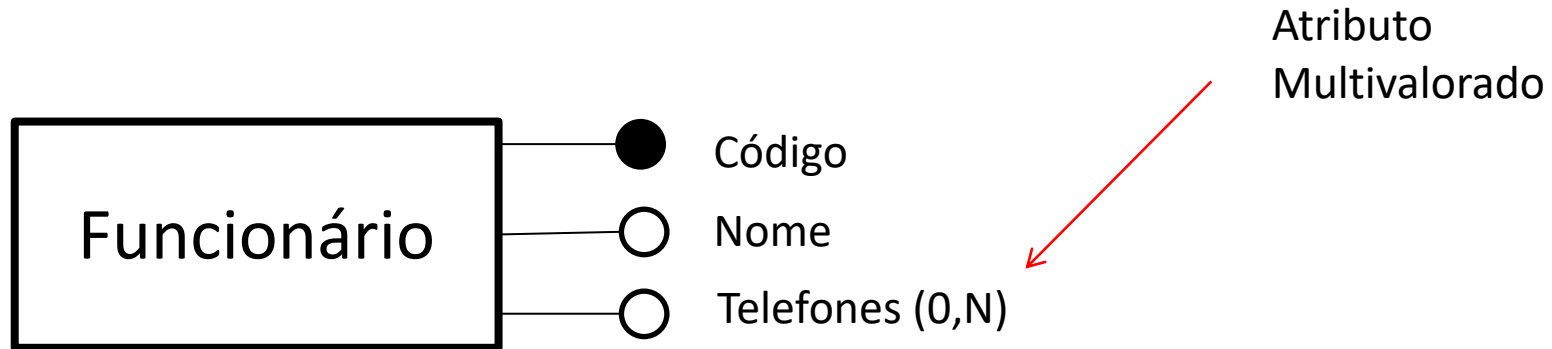 Atributo
Multivalorado
Funcionário
Código
Nome
Telefones (0,N)